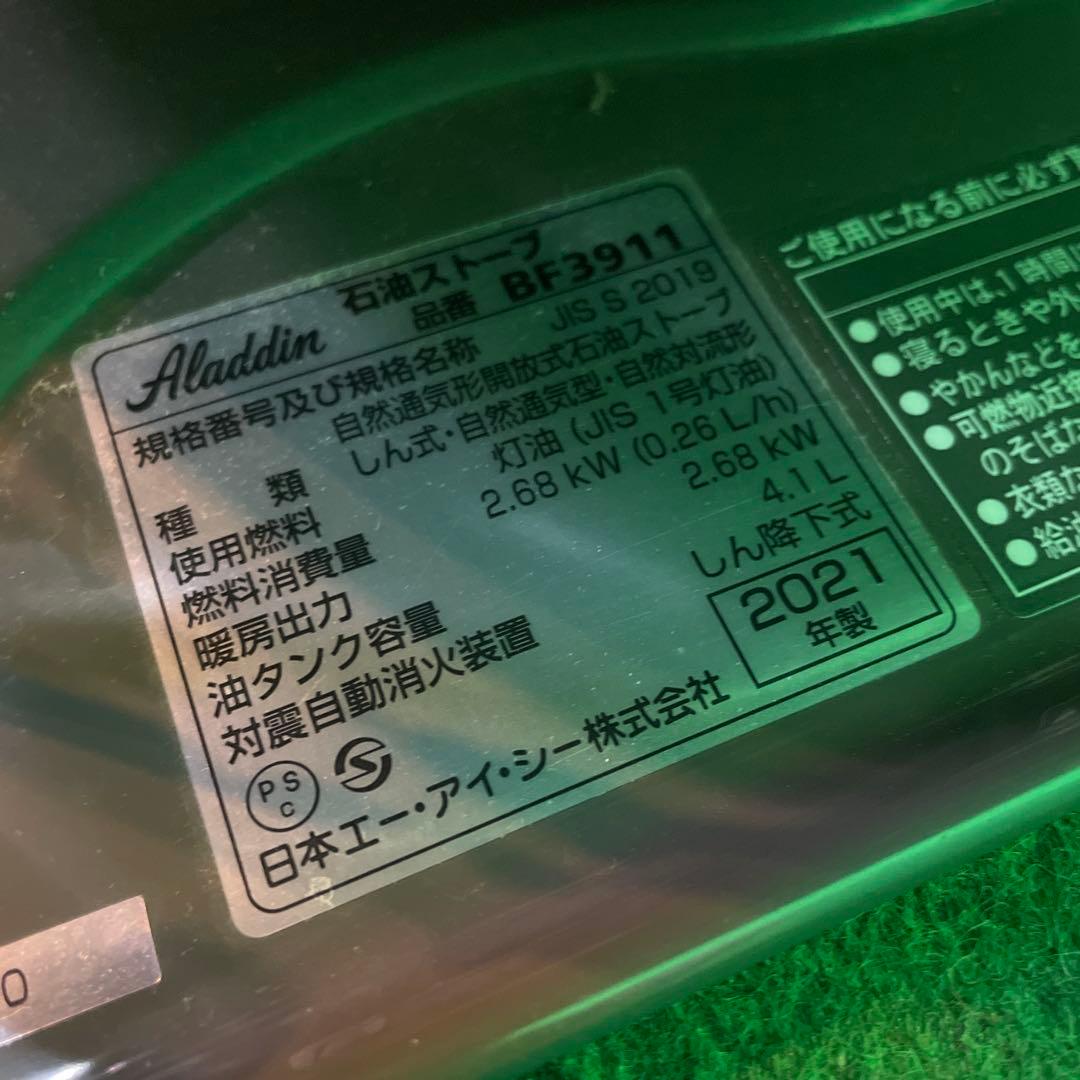 Aladdin
石油ストーブ
品番 BF3911
規格番号及び規格名称 JIS S 2019
自然通気形開放式石油ストーブ
種 類 しん式・自然通気型・自然対流形
使用燃料 灯油 (JIS 1号灯油)
燃料消費量 2.68 kW (0.26 L/h)
暖房出力 2.68 kW
油タンク容量 4.1 L
対震自動消火装置 しん降下式
2021
年製
PS
C
日本エー・アイ・シー株式会社
ご使用になる前に必ず
●使用中は、1時間に
●寝るときや外
●やかんなどを
●可燃物近接
のそばた
●衣類
●給油
0